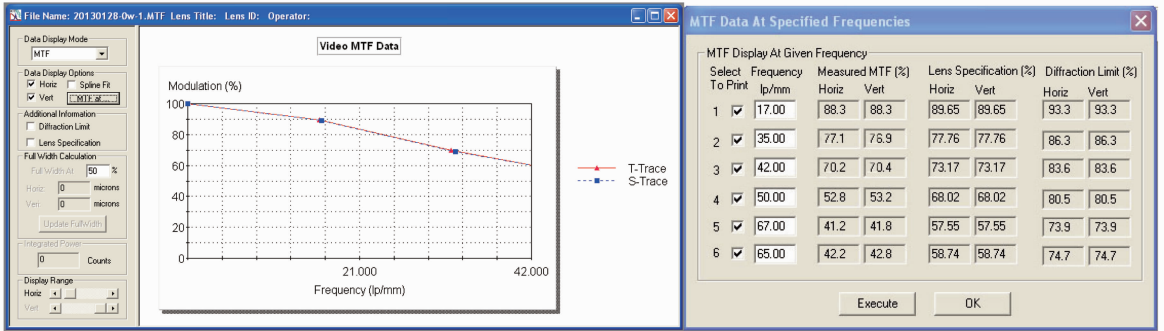 File Name: 20130128-0w-1.MTF Lens Title: Lens ID: Operator:
Data Display Mode
MTF
Data Display Options
Horiz Spline Fit
Vert MTF at ...
Additional Information
Diffraction Limit
Lens Specification
Full Width Calculation
Full Width At 50 %
Horiz: 0 microns
Vert: 0 microns
Update FullWidth
Integrated Power
0 Counts
Display Range
Horiz
Vert
Video MTF Data
Modulation (%)
100
80
60
40
20
0
21.000 42.000
Frequency (lp/mm)
T-Trace
S-Trace
MTF Data At Specified Frequencies
MTF Display At Given Frequency
Select Frequency Measured MTF (%) Lens Specification (%) Diffraction Limit (%)
To Print lp/mm Horiz Vert Horiz Vert Horiz Vert
1 17.00 88.3 88.3 89.65 89.65 93.3 93.3
2 35.00 77.1 76.9 77.76 77.76 86.3 86.3
3 42.00 70.2 70.4 73.17 73.17 83.6 83.6
4 50.00 52.8 53.2 68.02 68.02 80.5 80.5
5 67.00 41.2 41.8 57.55 57.55 73.9 73.9
6 65.00 42.2 42.8 58.74 58.74 74.7 74.7
Execute OK